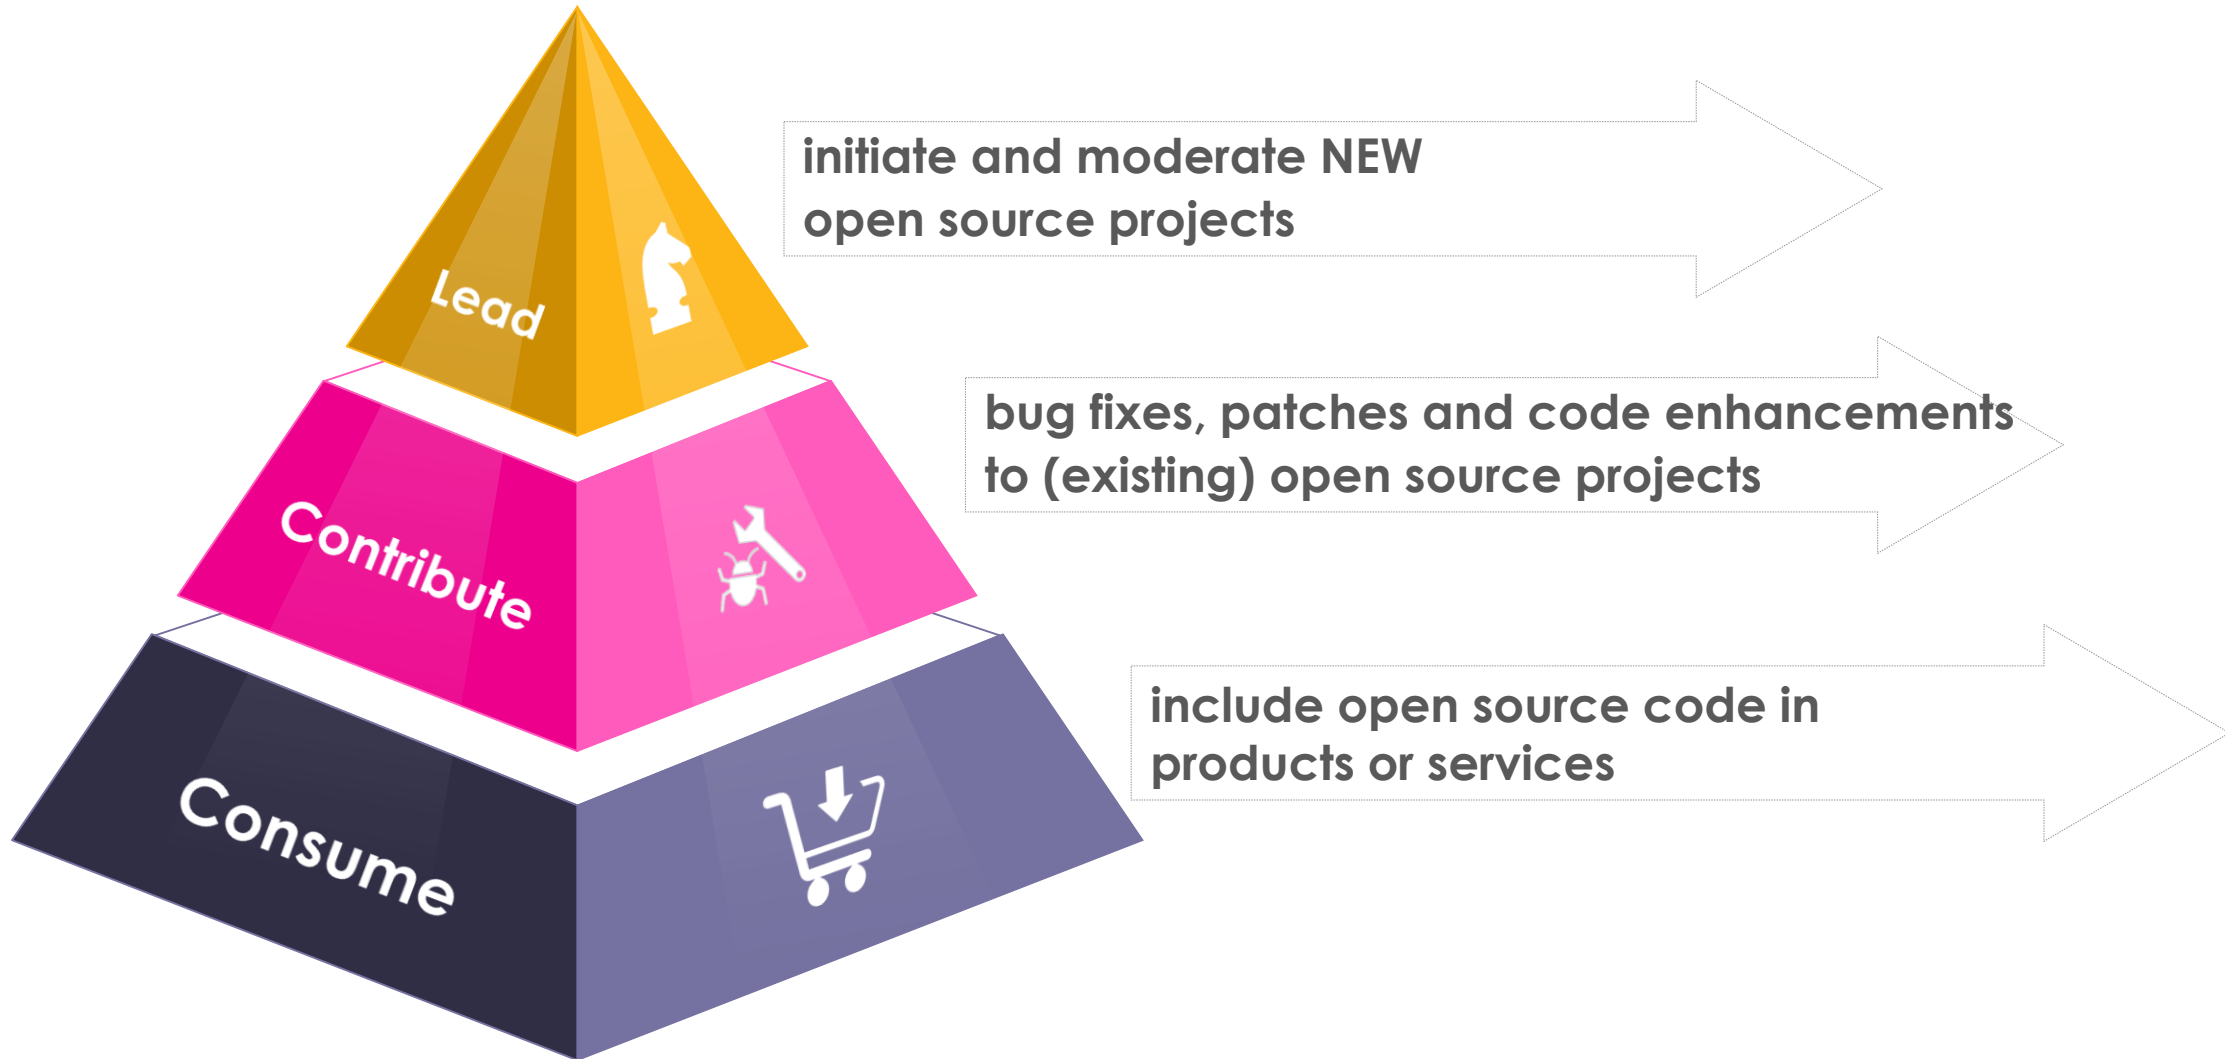 Lead
initiate and moderate NEW
open source projects
Contribute
bug fixes, patches and code enhancements
to (existing) open source projects
Consume
include open source code in
products or services